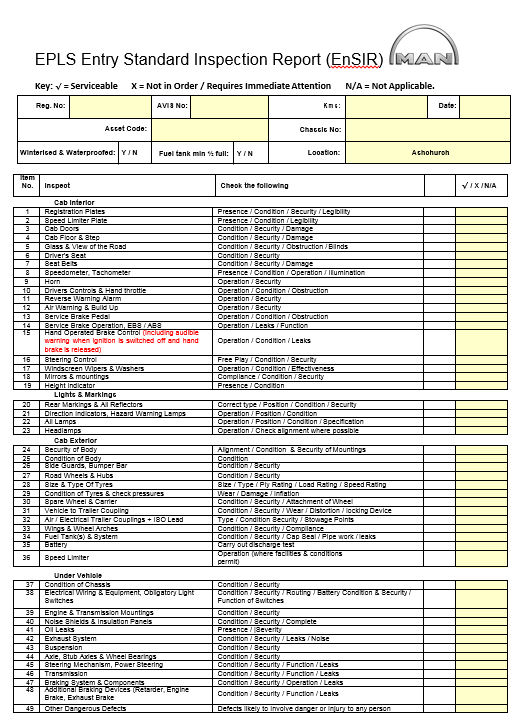 EPLS Entry Standard Inspection Report (EnSIR)
MAN
Key: √ = Serviceable X = Not in Order / Requires Immediate Attention N/A = Not Applicable.
Reg. No: AVIS No: Kms: Date:
Asset Code: Chassis No:
Winterised & Waterproofed: Y / N Fuel tank min ½ full: Y / N Location: Ashchurch
Item No. Inspect Check the following √ / X / N/A
Cab Interior
1 Registration Plates Presence / Condition / Security / Legibility
2 Speed Limiter Plate Presence / Condition / Security / Legibility
3 Cab Doors Condition / Security / Damage
4 Cab Floor & Step Condition / Security / Damage
5 Glass & View of the Road Condition / Security / Obstruction / Blinds
6 Driver's Seat Condition / Security
7 Seat Belts Condition / Security / Damage
8 Speedometer, Tachometer Presence / Condition / Operation / Illumination
9 Horn Operation / Security
10 Drivers Controls & Hand throttle Operation / Condition / Obstruction
11 Reverse Warning Alarm Operation / Security
12 Air Warning & Build Up Operation / Security
13 Service Brake Pedal Operation / Condition / Obstruction
14 Service Brake Operation, EBS / ABS Operation / Leaks / Function
15 Hand Operated Brake Control (Including audible
warning when ignition is switched off and hand
brake is released) Operation / Condition / Leaks
16 Steering Control Free Play / Condition / Security
17 Windscreen Wipers & Washers Operation / Condition / Effectiveness
18 Mirrors & mountings Compliance / Condition / Security
19 Height Indicator Presence / Condition
Lights & Markings
20 Rear Markings & All Reflectors Correct type / Position / Condition / Security
21 Direction Indicators, Hazard Warning Lamps Operation / Position / Condition
22 All Lamps Operation / Position / Condition / Specification
23 Headlamps Operation / Check alignment where possible
Cab Exterior
24 Security of Body Alignment / Condition & Security of Mountings
25 Condition of Body Condition
26 Side Guards, Bumper Bar Condition / Security
27 Road Wheels & Hubs Condition / Security
28 Size & Type Of Tyres Size / Type / Ply Rating / Load Rating / Speed Rating
29 Condition of Tyres & check pressures Wear / Damage / Inflation
30 Spare Wheel & Carrier Condition / Security / Attachment of Wheel
31 Vehicle to Trailer Coupling Condition / Security / Wear / Distortion / locking Device
32 Air / Electrical Trailer Couplings + ISO Lead Type / Condition Security / Stowage Points
33 Wings & Wheel Arches Condition / Security / Compliance
34 Fuel Tank(s) & System Condition / Security / Cap Seal / Pipe work / leaks
35 Battery Carry out discharge test
36 Speed Limiter Operation (where facilities & conditions
permit)
Under Vehicle
37 Condition of Chassis Condition / Security
38 Electrical Wiring & Equipment, Obligatory Light
Switches Condition / Security / Routing / Battery Condition & Security /
Function of Switches
39 Engine & Transmission Mountings Condition / Security
40 Noise Shields & Insulation Panels Condition / Security / Complete
41 Oil Leaks Presence / |Severity
42 Exhaust System Condition / Security / Leaks / Noise
43 Suspension Condition / Security
44 Axle, Stub Axles & Wheel Bearings Condition / Security
45 Steering Mechanism, Power Steering Condition / Security / Function / Leaks
46 Transmission Condition / Security / Function / Leaks
47 Braking System & Components Condition / Security / Operation / Leaks
48 Additional Braking Devices (Retarder, Engine
Brake, Exhaust Brake Condition / Security / Function / Leaks
49 Other Dangerous Defects Defects likely to involve danger or injury to any person